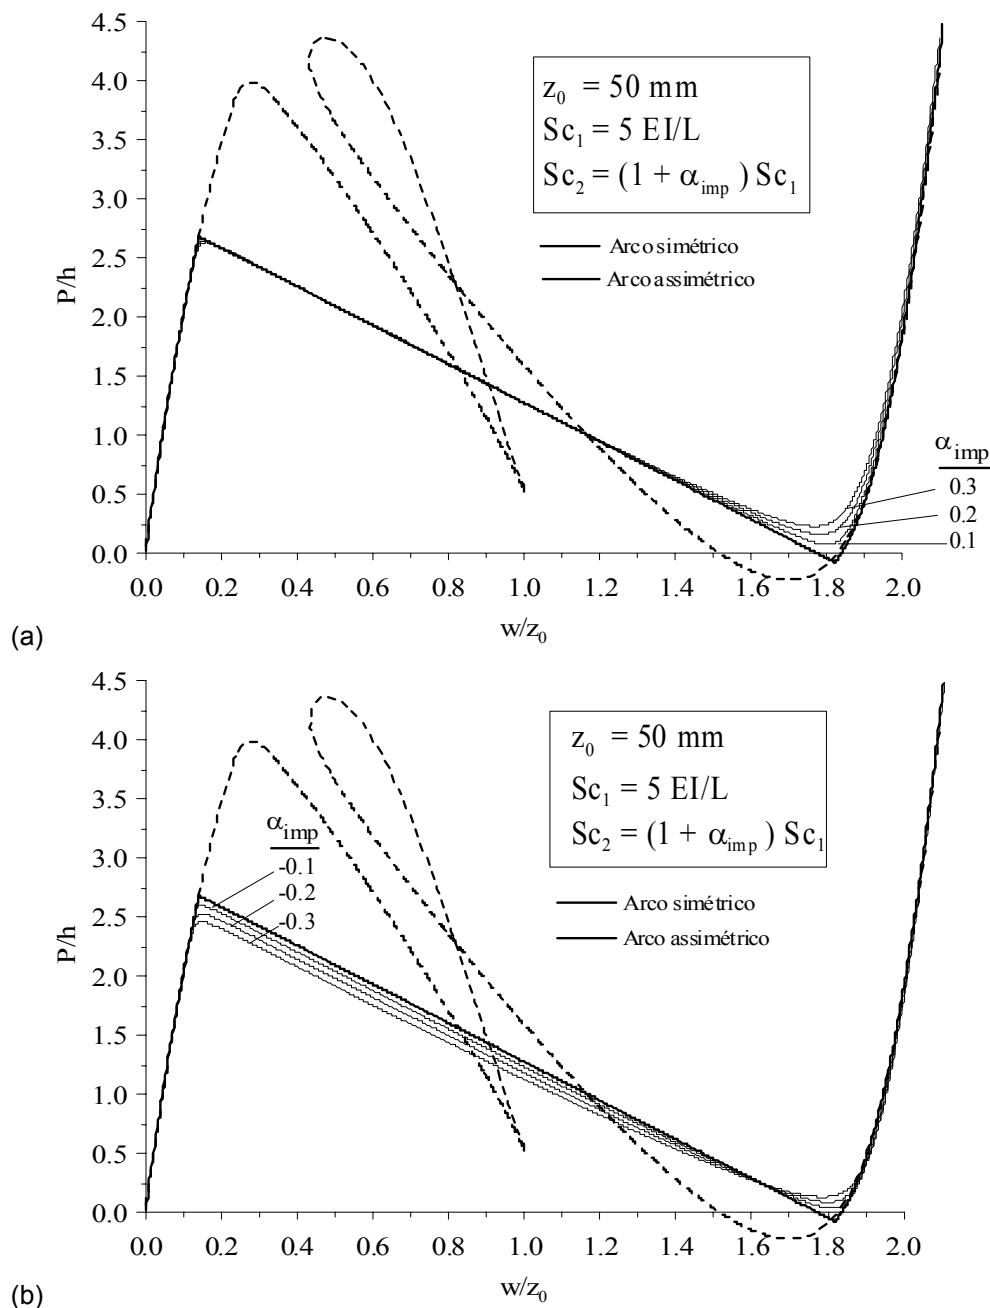 4.5
4.0
3.5
3.0
2.5
2.0
1.5
1.0
0.5
0.0
P/h
z0 = 50 mm
Sc1 = 5 EI/L
Sc2 = (1 + αimp ) Sc1
Arco simétrico
Arco assimétrico
αimp
0.3
0.2
0.1
0.0 0.2 0.4 0.6 0.8 1.0 1.2 1.4 1.6 1.8 2.0
w/z0
(a)
4.5
4.0
3.5
3.0
2.5
2.0
1.5
1.0
0.5
0.0
P/h
z0 = 50 mm
Sc1 = 5 EI/L
Sc2 = (1 + αimp ) Sc1
αimp
-0.1
-0.2
-0.3
Arco simétrico
Arco assimétrico
0.0 0.2 0.4 0.6 0.8 1.0 1.2 1.4 1.6 1.8 2.0
w/z0
(b)